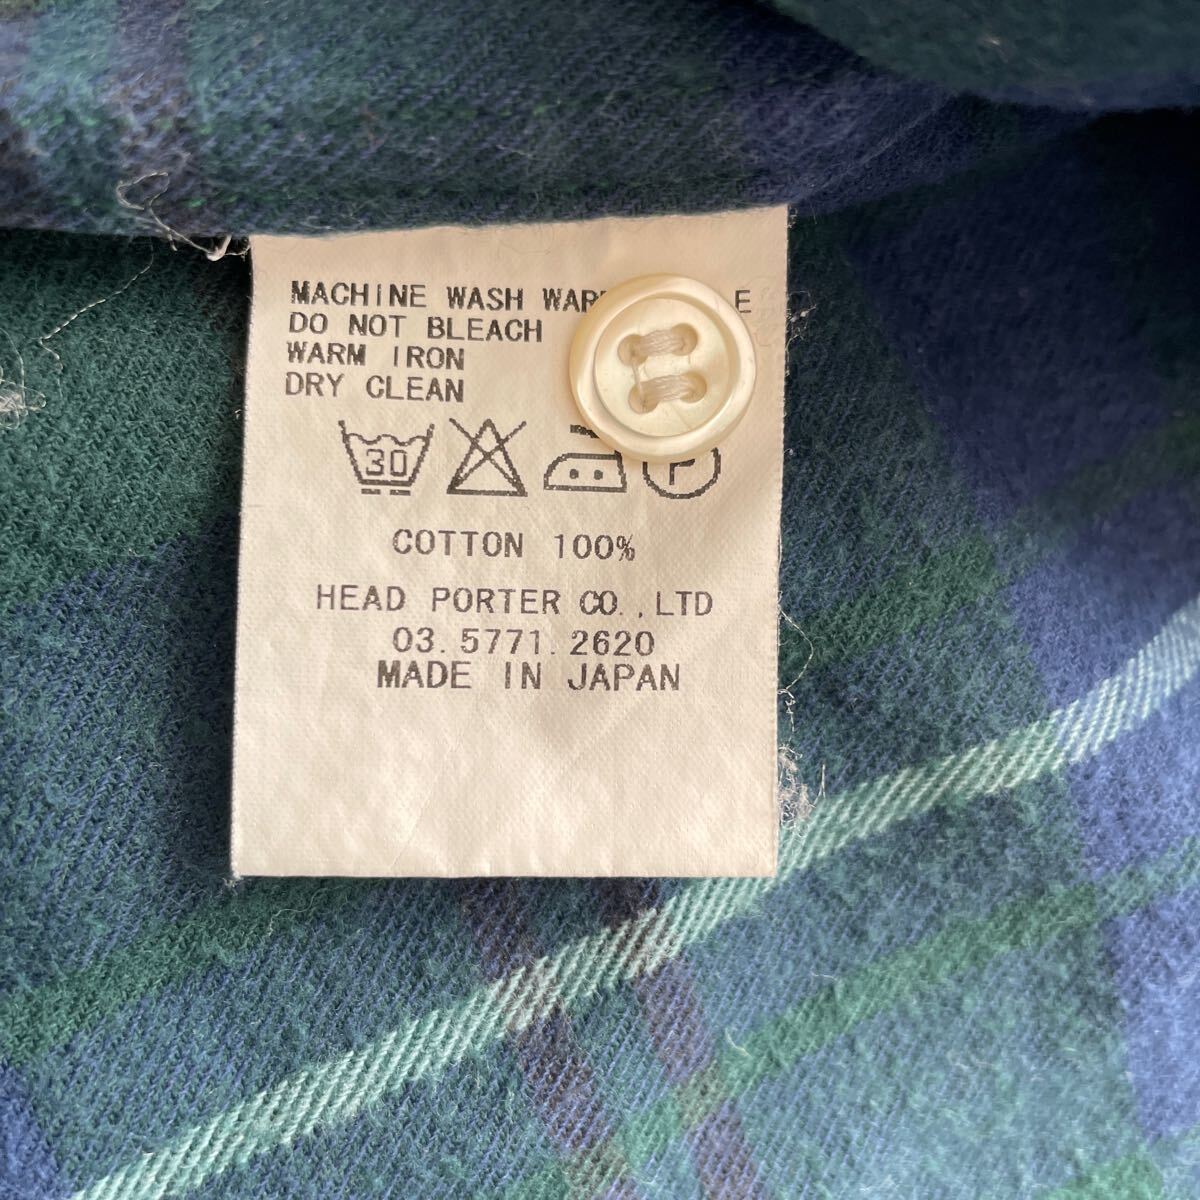 MACHINE WASH
DO NOT BLEACH
WARM IRON
DRY CLEAN
30 P
COTTON 100%
HEAD PORTER CO.,LTD
03.5771.2620
MADE IN JAPAN